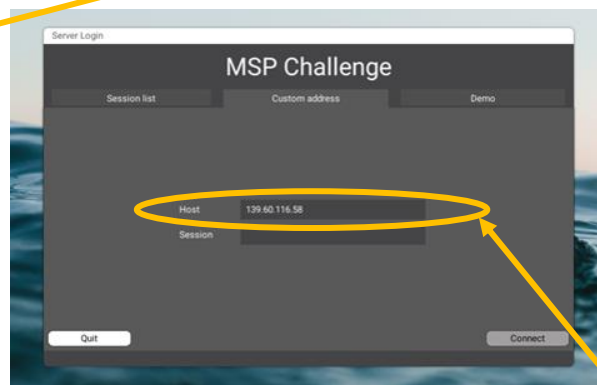 Server Login
MSP Challenge
Session list Custom address Demo
Host 139.60.116.58
Session
Quit Connect